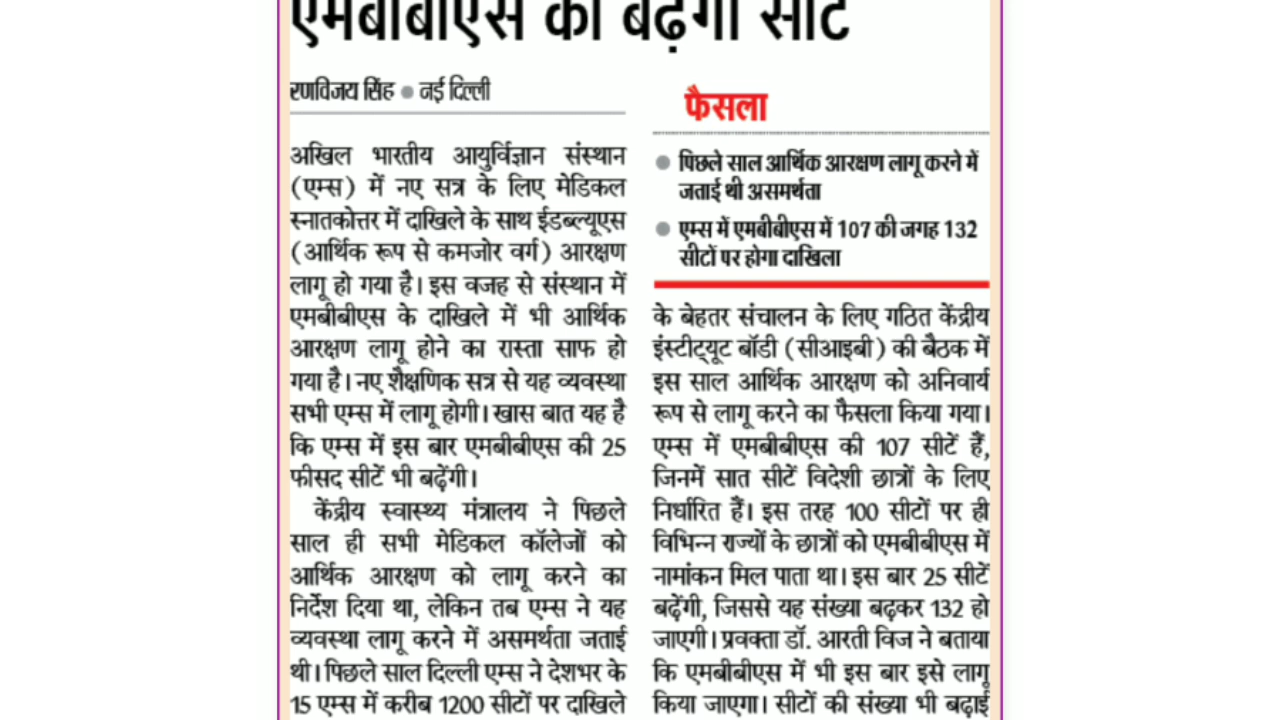 एमबीबीएस की बढ़ेंगी सीटें
रणविजय सिंह ● नई दिल्ली
अखिल भारतीय आयुर्विज्ञान संस्थान
(एम्स) में नए सत्र के लिए मेडिकल
स्नातकोत्तर में दाखिले के साथ ईडब्ल्यूएस
(आर्थिक रूप से कमजोर वर्ग) आरक्षण
लागू हो गया है। इस वजह से संस्थान में
एमबीबीएस के दाखिले में भी आर्थिक
आरक्षण लागू होने का रास्ता साफ हो
गया है। नए शैक्षणिक सत्र से यह व्यवस्था
सभी एम्स में लागू होगी। खास बात यह है
कि एम्स में इस बार एमबीबीएस की 25
फीसद सीटें भी बढ़ेंगी।
केंद्रीय स्वास्थ्य मंत्रालय ने पिछले
साल ही सभी मेडिकल कॉलेजों को
आर्थिक आरक्षण को लागू करने का
निर्देश दिया था, लेकिन तब एम्स ने यह
व्यवस्था लागू करने में असमर्थता जताई
थी। पिछले साल दिल्ली एम्स ने देशभर के
15 एम्स में करीब 1200 सीटों पर दाखिले
फैसला
● पिछले साल आर्थिक आरक्षण लागू करने में
जताई थी असमर्थता
● एम्स में एमबीबीएस में 107 की जगह 132
सीटों पर होगा दाखिला
के बेहतर संचालन के लिए गठित केंद्रीय
इंस्टीट्यूट बॉडी (सीआइबी) की बैठक में
इस साल आर्थिक आरक्षण को अनिवार्य
रूप से लागू करने का फैसला किया गया।
एम्स में एमबीबीएस की 107 सीटें हैं,
जिनमें सात सीटें विदेशी छात्रों के लिए
निर्धारित हैं। इस तरह 100 सीटों पर ही
विभिन्न राज्यों के छात्रों को एमबीबीएस में
नामांकन मिल पाता था। इस बार 25 सीटें
बढ़ेंगी, जिससे यह संख्या बढ़कर 132 हो
जाएगी। प्रवक्ता डॉ. आरती विज ने बताया
कि एमबीबीएस में भी इस बार इसे लागू
किया जाएगा। सीटों की संख्या भी बढ़ाई